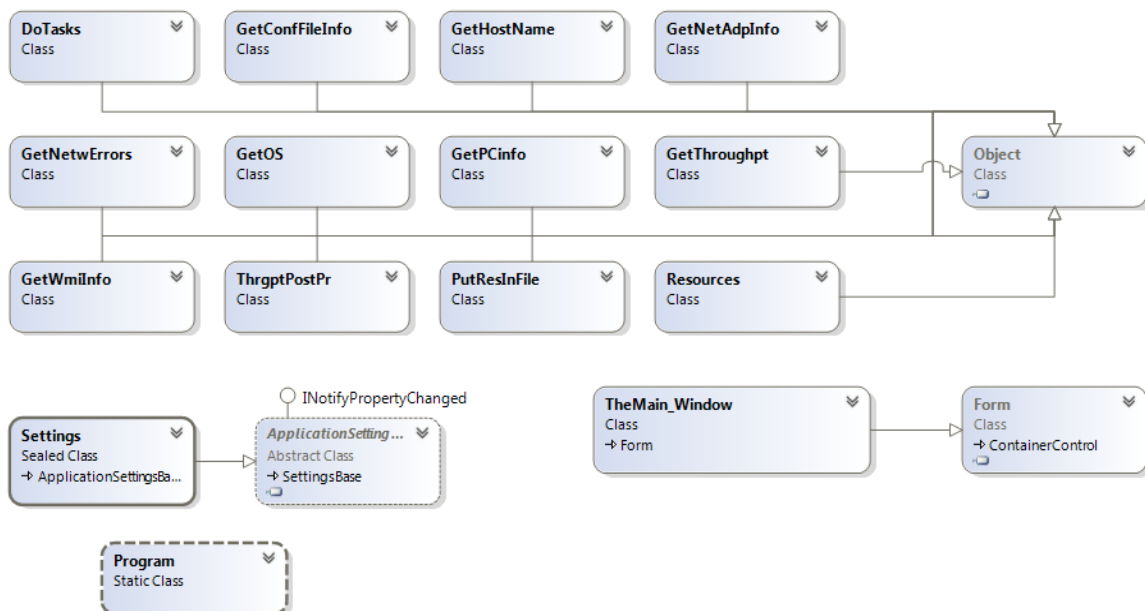 DoTasks
Class
GetConfFileInfo
Class
GetHostName
Class
GetNetAdpInfo
Class
GetNetwErrors
Class
GetOS
Class
GetPCinfo
Class
GetThroughpt
Class
Object
Class
GetWmiInfo
Class
ThrgptPostPr
Class
PutResInFile
Class
Resources
Class
INotifyPropertyChanged
Settings
Sealed Class
ApplicationSettingsBa...
ApplicationSetting...
Abstract Class
SettingsBase
TheMain_Window
Class
Form
Form
Class
ContainerControl
Program
Static Class